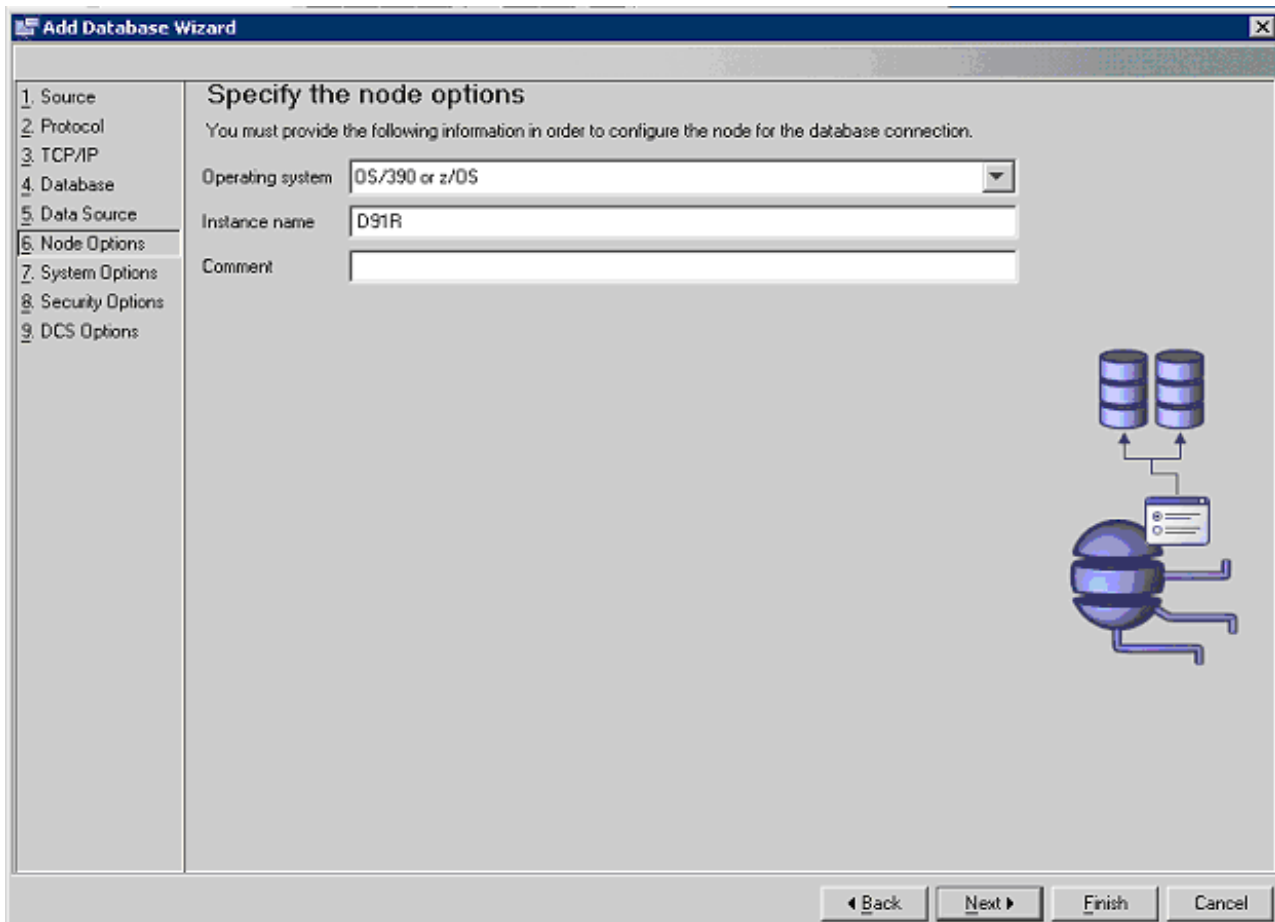 Add Database Wizard
1. Source
2. Protocol
3. TCP/IP
4. Database
5. Data Source
6. Node Options
7. System Options
8. Security Options
9. DCS Options
Specify the node options
You must provide the following information in order to configure the node for the database connection.
Operating system OS/390 or z/OS
Instance name D91R
Comment
Back Next Finish Cancel